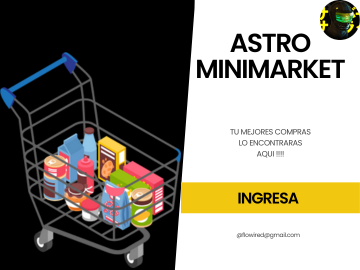 ASTRO
MINIMARKET
TU MEJORES COMPRAS
LO ENCONTRARAS
AQUI !!!!
INGRESA
@flowired@gmail.com